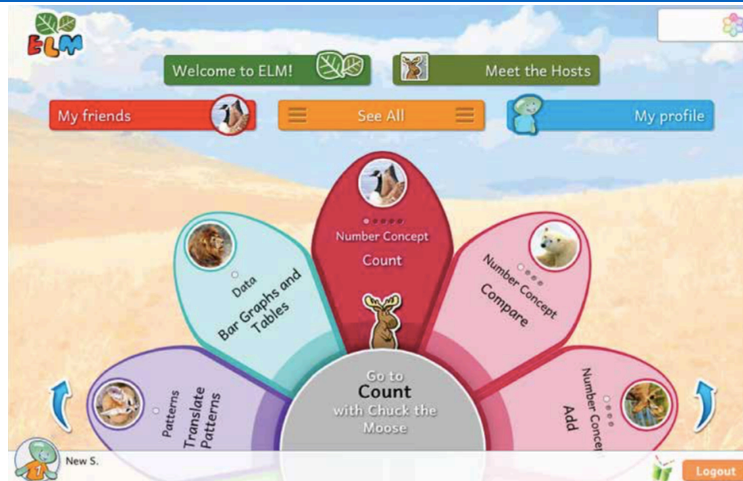 ELM
Welcome to ELM!
Meet the Hosts
My friends
See All
My profile
Number Concept
Count
Data
Bar Graphs and
Tables
Number Concept
Compare
Patterns
Translate
Patterns
Number Concept
Add
Go to
Count
with Chuck the
Moose
1
New S.
Logout